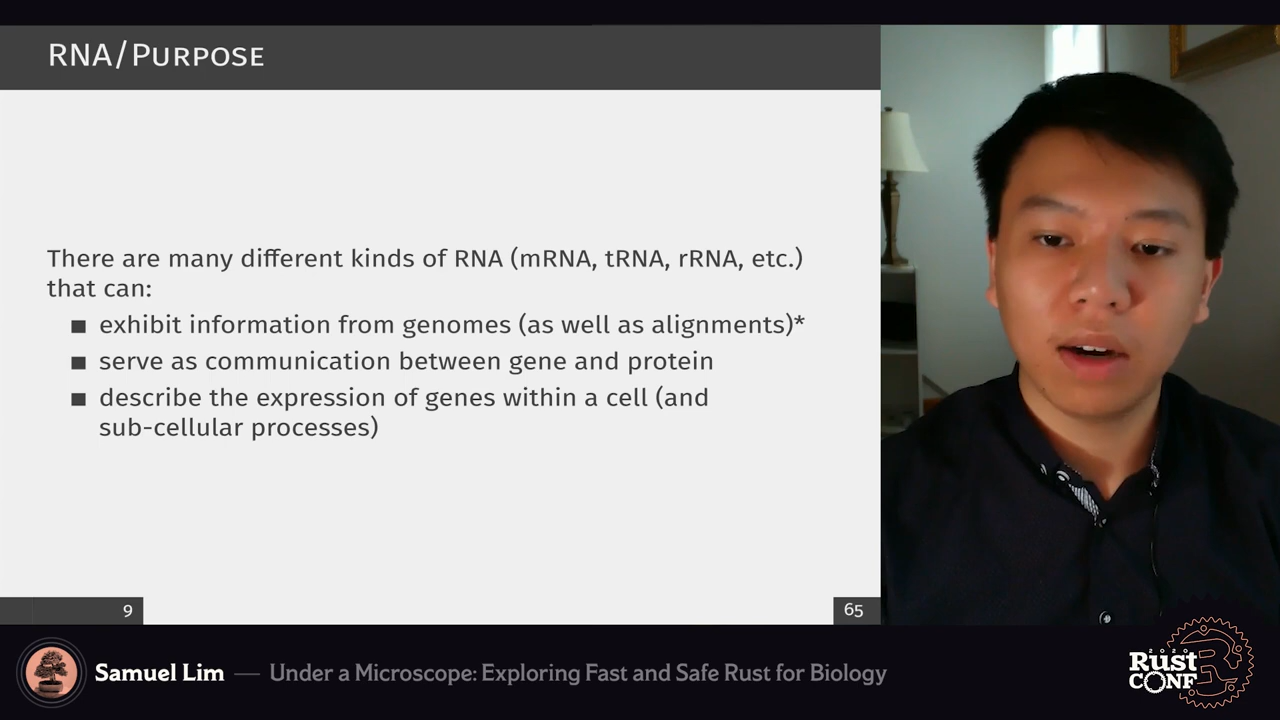 RNA/PURPOSE
There are many different kinds of RNA (mRNA, tRNA, rRNA, etc.)
that can:
■ exhibit information from genomes (as well as alignments)*
■ serve as communication between gene and protein
■ describe the expression of genes within a cell (and
sub-cellular processes)
9
65
Samuel Lim — Under a Microscope: Exploring Fast and Safe Rust for Biology
2020
Rust
CONF
R